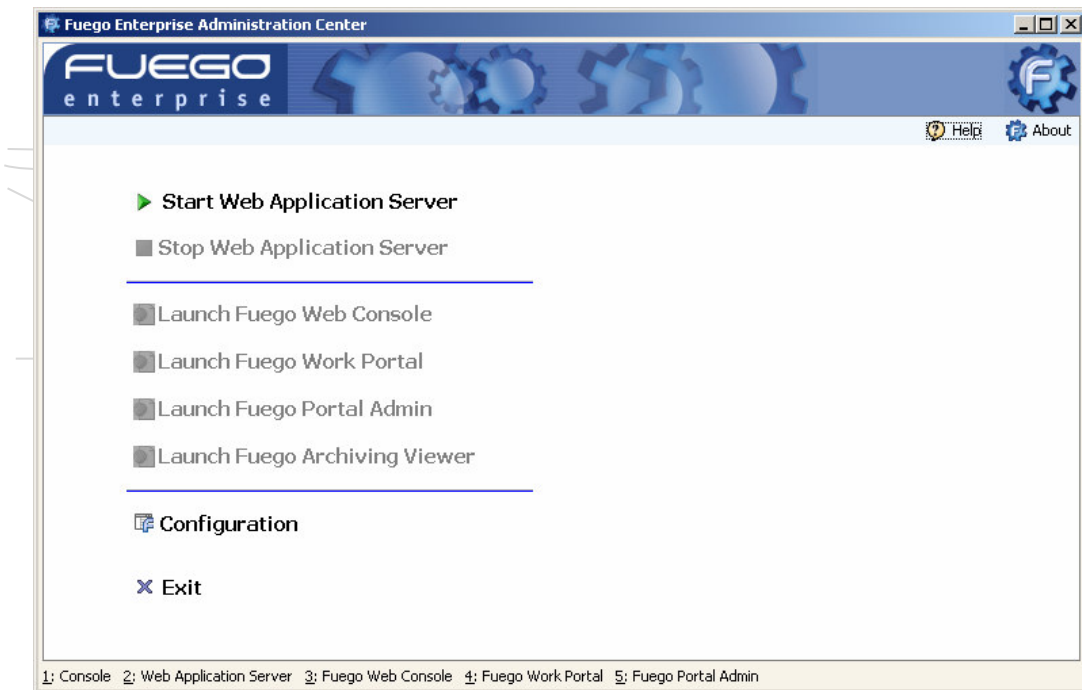 Fuego Enterprise Administration Center
FUEGO
enterprise
F
Help About
Start Web Application Server
Stop Web Application Server
Launch Fuego Web Console
Launch Fuego Work Portal
Launch Fuego Portal Admin
Launch Fuego Archiving Viewer
Configuration
Exit
1: Console 2: Web Application Server 3: Fuego Web Console 4: Fuego Work Portal 5: Fuego Portal Admin